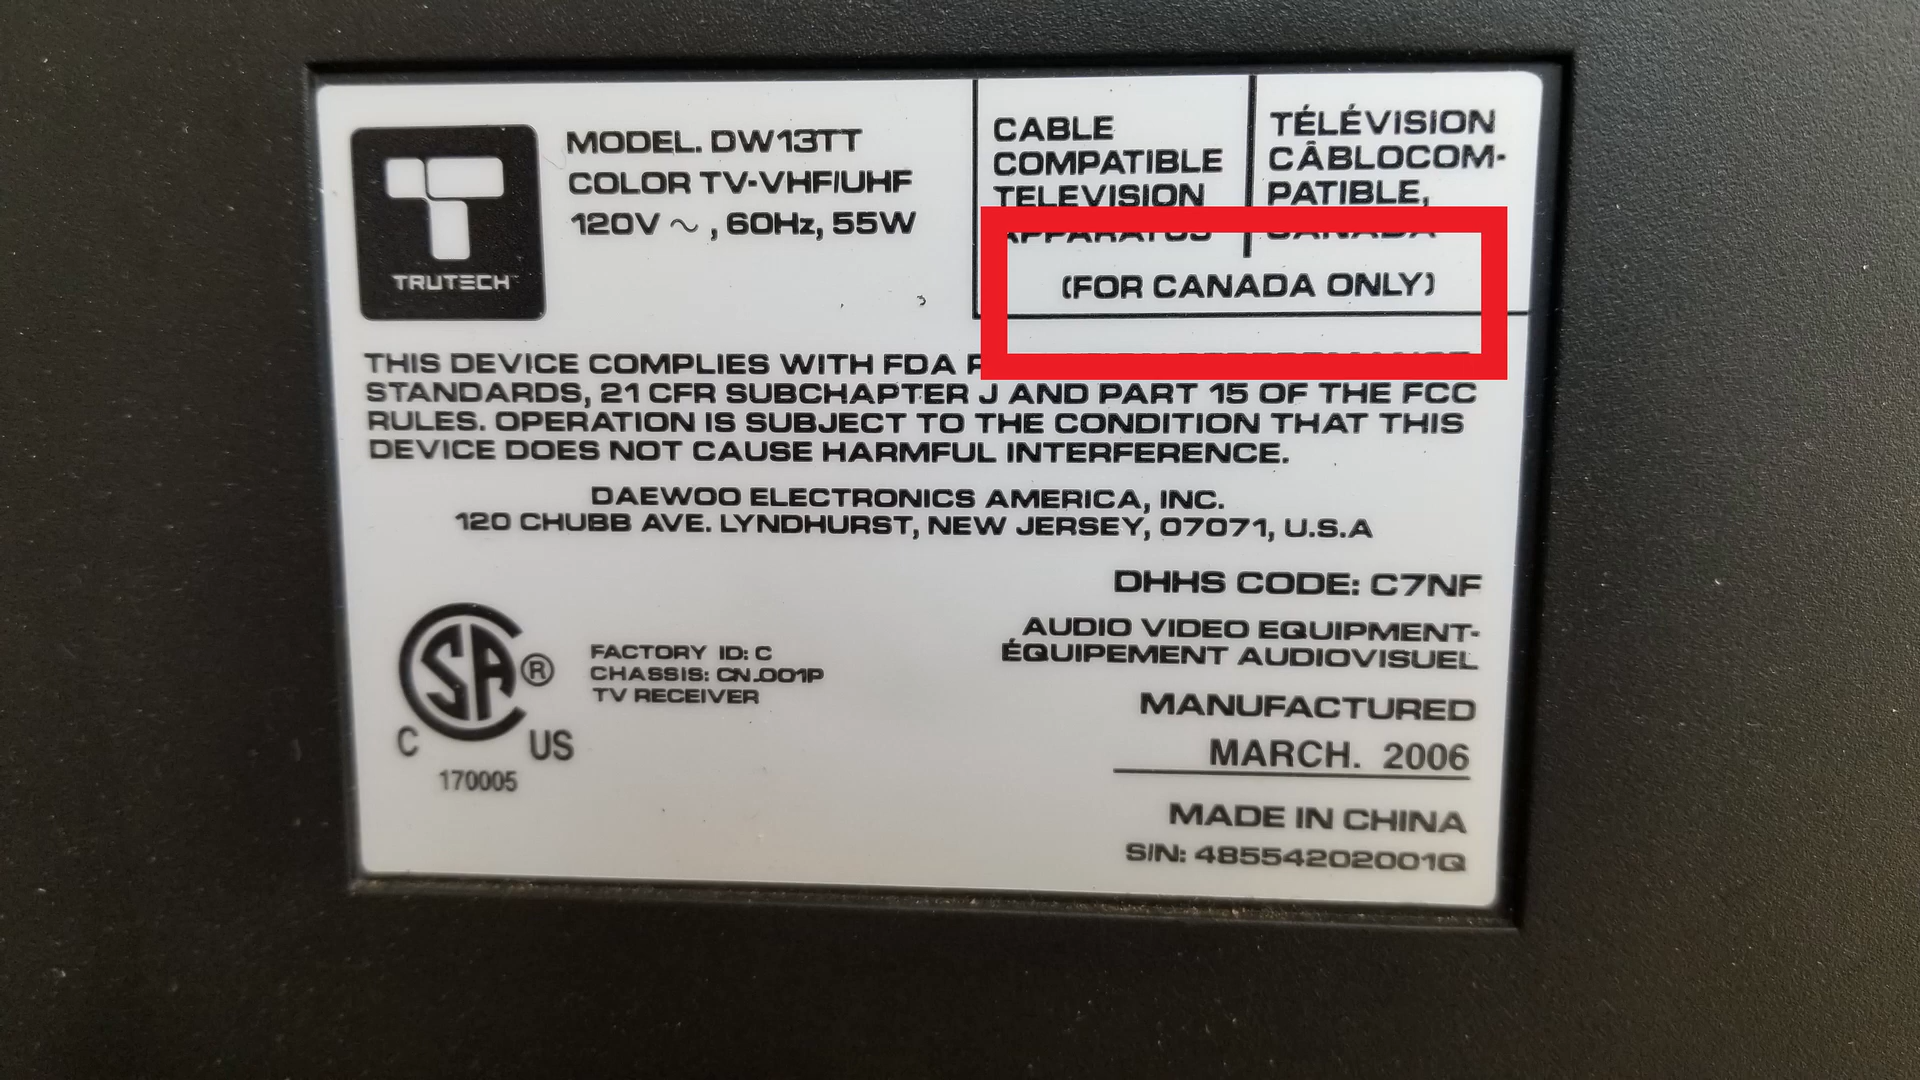 TRUTECH
MODEL. DW13TT
COLOR TV-VHF/UHF
120V ~ , 60Hz, 55W
CABLE
COMPATIBLE
TELEVISION
APPARATUS
TÉLÉVISION
CÂBLOCOM-
PATIBLE,
CANADA
(FOR CANADA ONLY)
THIS DEVICE COMPLIES WITH FDA
STANDARDS, 21 CFR SUBCHAPTER J AND PART 15 OF THE FCC
RULES. OPERATION IS SUBJECT TO THE CONDITION THAT THIS
DEVICE DOES NOT CAUSE HARMFUL INTERFERENCE.
DAEWOO ELECTRONICS AMERICA, INC.
120 CHUBB AVE. LYNDHURST, NEW JERSEY, 07071, U.S.A
DHHS CODE: C7NF
AUDIO VIDEO EQUIPMENT-
ÉQUIPEMENT AUDIOVISUEL
SA ®
C US
170005
FACTORY ID: C
CHASSIS: CN.001P
TV RECEIVER
MANUFACTURED
MARCH. 2006
MADE IN CHINA
S/N: 48554202001Q